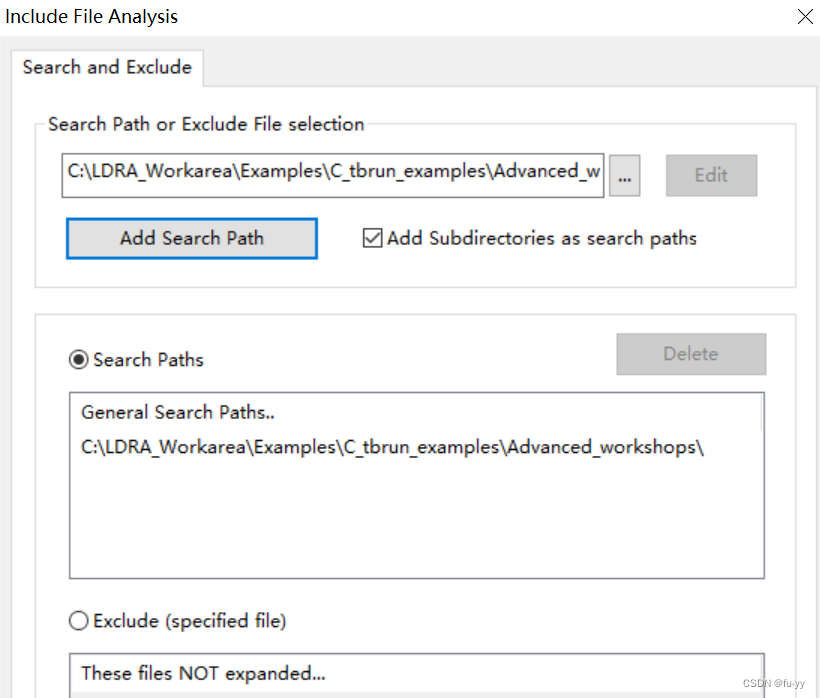 Include File Analysis
Search and Exclude
Search Path or Exclude File selection
C:\LDRA_Workarea\Examples\C_tbrun_examples\Advanced_w
...
Edit
Add Search Path
Add Subdirectories as search paths
Search Paths
Delete
General Search Paths..
C:\LDRA_Workarea\Examples\C_tbrun_examples\Advanced_workshops\
Exclude (specified file)
These files NOT expanded...
CSDN @fu-yy